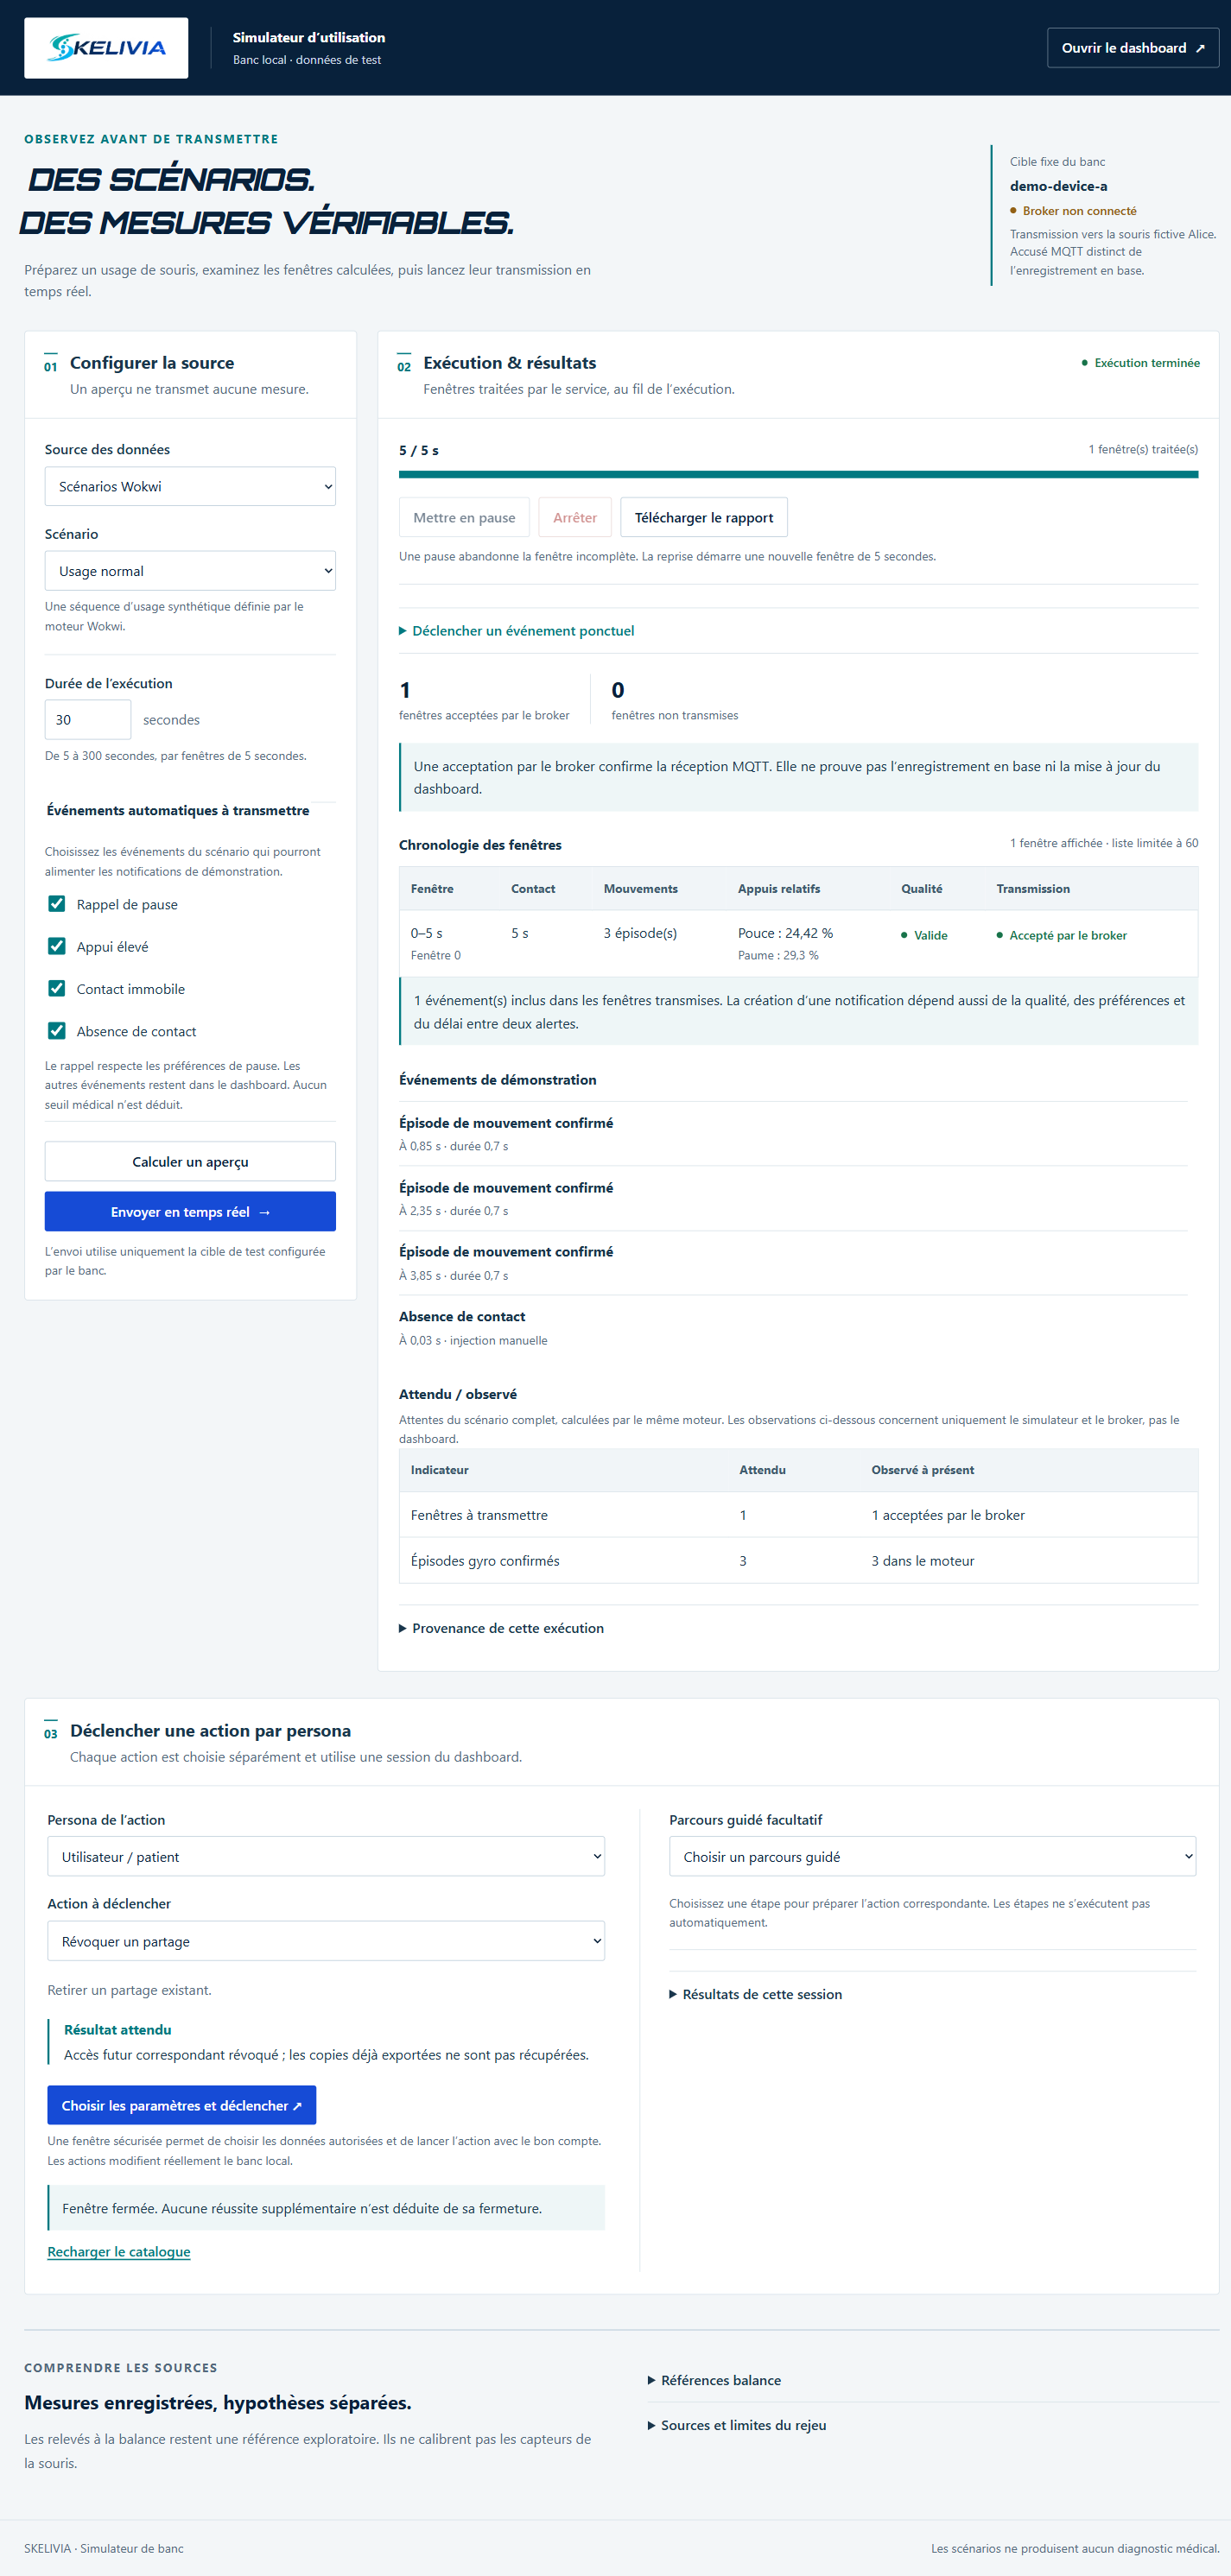 SKELIVIA
Simulateur d’utilisation
Banc local · données de test
Ouvrir le dashboard ↗
OBSERVEZ AVANT DE TRANSMETTRE
DES SCÉNARIOS.
DES MESURES VÉRIFIABLES.
Préparez un usage de souris, examinez les fenêtres calculées, puis lancez leur transmission en
temps réel.
Cible fixe du banc
demo-device-a
Broker non connecté
Transmission vers la souris fictive Alice.
Accusé MQTT distinct de
l’enregistrement en base.
01 Configurer la source
Un aperçu ne transmet aucune mesure.
Source des données
Scénarios Wokwi
Scénario
Usage normal
Une séquence d’usage synthétique définie par le
moteur Wokwi.
Durée de l’exécution
30 secondes
De 5 à 300 secondes, par fenêtres de 5 secondes.
Événements automatiques à transmettre
Choisissez les événements du scénario qui pourront
alimenter les notifications de démonstration.
Rappel de pause
Appui élevé
Contact immobile
Absence de contact
Le rappel respecte les préférences de pause. Les
autres événements restent dans le dashboard. Aucun
seuil médical n’est déduit.
Calculer un aperçu
Envoyer en temps réel →
L’envoi utilise uniquement la cible de test configurée
par le banc.
02 Exécution & résultats
Fenêtres traitées par le service, au fil de l’exécution.
Exécution terminée
5 / 5 s
1 fenêtre(s) traitée(s)
Mettre en pause
Arrêter
Télécharger le rapport
Une pause abandonne la fenêtre incomplète. La reprise démarre une nouvelle fenêtre de 5 secondes.
Déclencher un événement ponctuel
1
fenêtres acceptées par le broker
0
fenêtres non transmises
Une acceptation par le broker confirme la réception MQTT. Elle ne prouve pas l’enregistrement en base ni la mise à jour du
dashboard.
Chronologie des fenêtres
1 fenêtre affichée · liste limitée à 60
Fenêtre Contact Mouvements Appuis relatifs Qualité Transmission
0–5 s 5 s 3 épisode(s) Pouce : 24,42 % Valide Accepté par le broker
Fenêtre 0 Paume : 29,3 %
1 événement(s) inclus dans les fenêtres transmises. La création d’une notification dépend aussi de la qualité, des préférences et
du délai entre deux alertes.
Événements de démonstration
Épisode de mouvement confirmé
À 0,85 s · durée 0,7 s
Épisode de mouvement confirmé
À 2,35 s · durée 0,7 s
Épisode de mouvement confirmé
À 3,85 s · durée 0,7 s
Absence de contact
À 0,03 s · injection manuelle
Attendu / observé
Attentes du scénario complet, calculées par le même moteur. Les observations ci-dessous concernent uniquement le simulateur et le broker, pas le
dashboard.
Indicateur Attendu Observé à présent
Fenêtres à transmettre 1 1 acceptées par le broker
Épisodes gyro confirmés 3 3 dans le moteur
Provenance de cette exécution
03 Déclencher une action par persona
Chaque action est choisie séparément et utilise une session du dashboard.
Persona de l’action
Utilisateur / patient
Action à déclencher
Révoquer un partage
Retirer un partage existant.
Résultat attendu
Accès futur correspondant révoqué ; les copies déjà exportées ne sont pas récupérées.
Choisir les paramètres et déclencher ↗
Une fenêtre sécurisée permet de choisir les données autorisées et de lancer l’action avec le bon compte.
Les actions modifient réellement le banc local.
Fenêtre fermée. Aucune réussite supplémentaire n’est déduite de sa fermeture.
Recharger le catalogue
Parcours guidé facultatif
Choisir un parcours guidé
Choisissez une étape pour préparer l’action correspondante. Les étapes ne s’exécutent pas
automatiquement.
Résultats de cette session
COMPRENDRE LES SOURCES
Mesures enregistrées, hypothèses séparées.
Les relevés à la balance restent une référence exploratoire. Ils ne calibrent pas les capteurs de
la souris.
Références balance
Sources et limites du rejeu
SKELIVIA · Simulateur de banc
Les scénarios ne produisent aucun diagnostic médical.